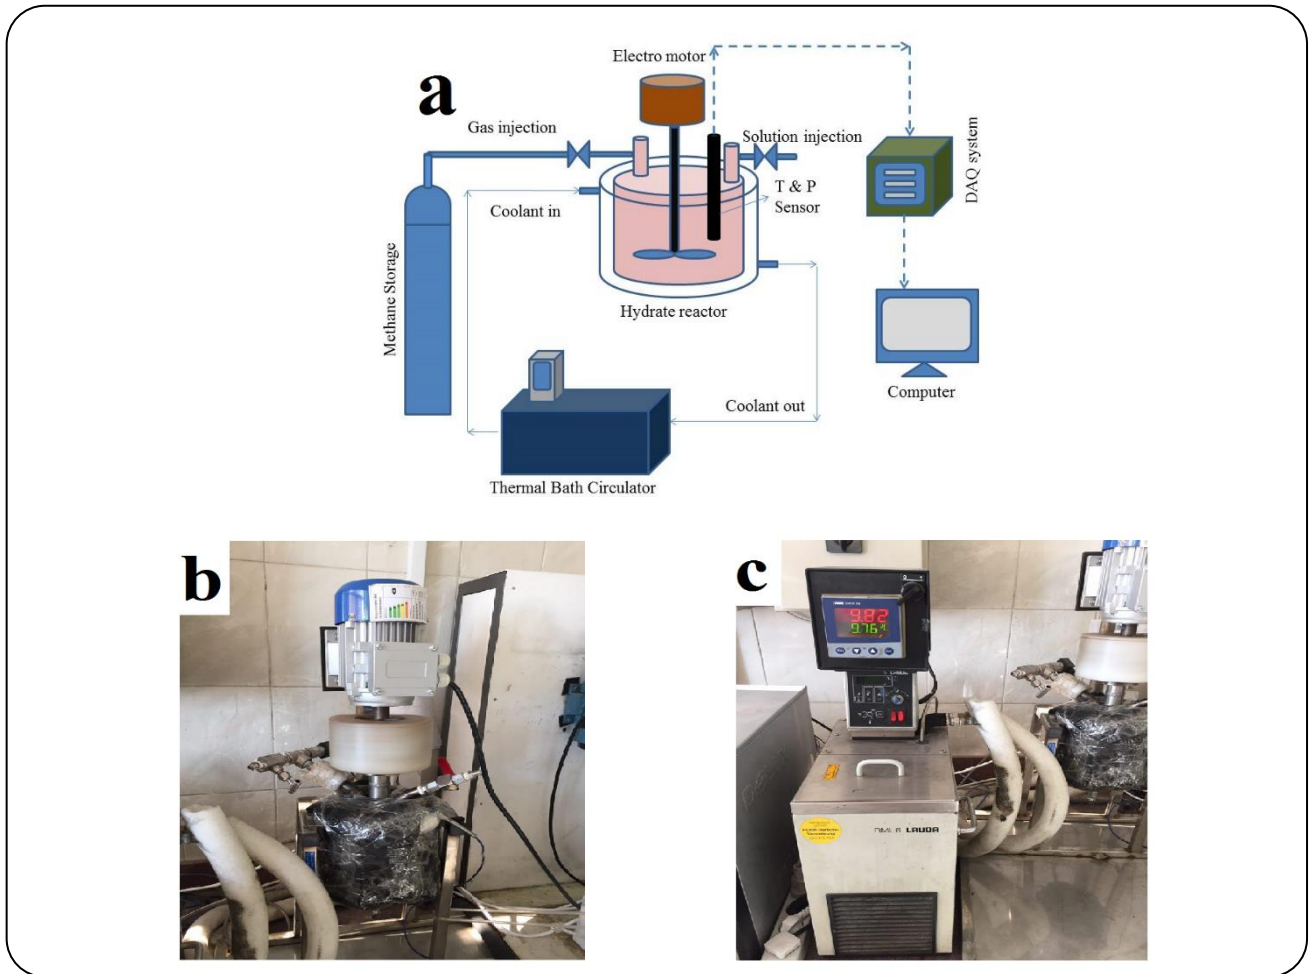 a
Electro motor
Gas injection
Solution injection
T & P
Sensor
Coolant in
DAQ system
Methane Storage
Hydrate reactor
Computer
Coolant out
Thermal Bath Circulator
b
c
9.82
9.76
LAUDA